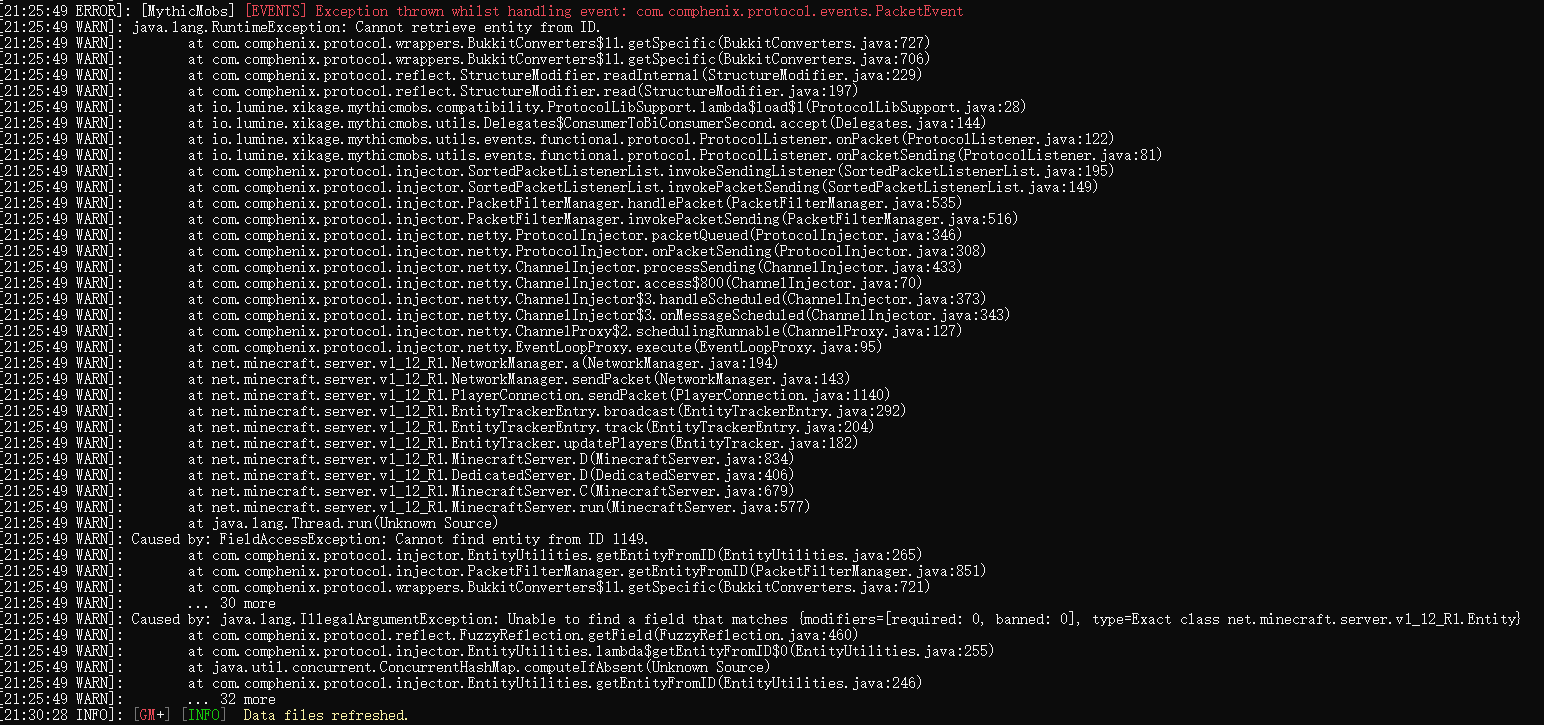 [21:25:49 ERROR]: [MythicMobs] [EVENTS] Exception thrown whilst handling event: com.comphenix.protocol.events.PacketEvent
[21:25:49 WARN]: java.lang.RuntimeException: Cannot retrieve entity from ID.
[21:25:49 WARN]: at com.comphenix.protocol.wrappers.BukkitConverters$11.getSpecific(BukkitConverters.java:727)
[21:25:49 WARN]: at com.comphenix.protocol.wrappers.BukkitConverters$11.getSpecific(BukkitConverters.java:706)
[21:25:49 WARN]: at com.comphenix.protocol.reflect.StructureModifier.readInternal(StructureModifier.java:229)
[21:25:49 WARN]: at com.comphenix.protocol.reflect.StructureModifier.read(StructureModifier.java:197)
[21:25:49 WARN]: at io.lumine.xikage.mythicmobs.compatibility.ProtocolLibSupport.lambda$load$1(ProtocolLibSupport.java:28)
[21:25:49 WARN]: at io.lumine.xikage.mythicmobs.utils.Delegates$ConsumerToBiConsumerSecond.accept(Delegates.java:144)
[21:25:49 WARN]: at io.lumine.xikage.mythicmobs.utils.events.functional.protocol.ProtocolListener.onPacket(ProtocolListener.java:122)
[21:25:49 WARN]: at io.lumine.xikage.mythicmobs.utils.events.functional.protocol.ProtocolListener.onPacketSending(ProtocolListener.java:81)
[21:25:49 WARN]: at com.comphenix.protocol.injector.SortedPacketListenerList.invokeSendingListener(SortedPacketListenerList.java:195)
[21:25:49 WARN]: at com.comphenix.protocol.injector.SortedPacketListenerList.invokePacketSending(SortedPacketListenerList.java:149)
[21:25:49 WARN]: at com.comphenix.protocol.injector.PacketFilterManager.handlePacket(PacketFilterManager.java:535)
[21:25:49 WARN]: at com.comphenix.protocol.injector.PacketFilterManager.invokePacketSending(PacketFilterManager.java:516)
[21:25:49 WARN]: at com.comphenix.protocol.injector.netty.ProtocolInjector.packetQueued(ProtocolInjector.java:346)
[21:25:49 WARN]: at com.comphenix.protocol.injector.netty.ProtocolInjector.onPacketSending(ProtocolInjector.java:308)
[21:25:49 WARN]: at com.comphenix.protocol.injector.netty.ChannelInjector.processSending(ChannelInjector.java:433)
[21:25:49 WARN]: at com.comphenix.protocol.injector.netty.ChannelInjector.access$800(ChannelInjector.java:70)
[21:25:49 WARN]: at com.comphenix.protocol.injector.netty.ChannelInjector$3.handleScheduled(ChannelInjector.java:373)
[21:25:49 WARN]: at com.comphenix.protocol.injector.netty.ChannelInjector$3.onMessageScheduled(ChannelInjector.java:343)
[21:25:49 WARN]: at com.comphenix.protocol.injector.netty.ChannelProxy$2.schedulingRunnable(ChannelProxy.java:127)
[21:25:49 WARN]: at com.comphenix.protocol.injector.netty.EventLoopProxy.execute(EventLoopProxy.java:95)
[21:25:49 WARN]: at net.minecraft.server.v1_12_R1.NetworkManager.a(NetworkManager.java:194)
[21:25:49 WARN]: at net.minecraft.server.v1_12_R1.NetworkManager.sendPacket(NetworkManager.java:143)
[21:25:49 WARN]: at net.minecraft.server.v1_12_R1.PlayerConnection.sendPacket(PlayerConnection.java:1140)
[21:25:49 WARN]: at net.minecraft.server.v1_12_R1.EntityTrackerEntry.broadcast(EntityTrackerEntry.java:292)
[21:25:49 WARN]: at net.minecraft.server.v1_12_R1.EntityTrackerEntry.track(EntityTrackerEntry.java:204)
[21:25:49 WARN]: at net.minecraft.server.v1_12_R1.EntityTracker.updatePlayers(EntityTracker.java:182)
[21:25:49 WARN]: at net.minecraft.server.v1_12_R1.MinecraftServer.D(MinecraftServer.java:834)
[21:25:49 WARN]: at net.minecraft.server.v1_12_R1.DedicatedServer.D(DedicatedServer.java:406)
[21:25:49 WARN]: at net.minecraft.server.v1_12_R1.MinecraftServer.C(MinecraftServer.java:679)
[21:25:49 WARN]: at net.minecraft.server.v1_12_R1.MinecraftServer.run(MinecraftServer.java:577)
[21:25:49 WARN]: at java.lang.Thread.run(Unknown Source)
[21:25:49 WARN]: Caused by: FieldAccessException: Cannot find entity from ID 1149.
[21:25:49 WARN]: at com.comphenix.protocol.injector.EntityUtilities.getEntityFromID(EntityUtilities.java:265)
[21:25:49 WARN]: at com.comphenix.protocol.injector.PacketFilterManager.getEntityFromID(PacketFilterManager.java:851)
[21:25:49 WARN]: at com.comphenix.protocol.wrappers.BukkitConverters$11.getSpecific(BukkitConverters.java:721)
[21:25:49 WARN]: ... 30 more
[21:25:49 WARN]: Caused by: java.lang.IllegalArgumentException: Unable to find a field that matches {modifiers=[required: 0, banned: 0], type=Exact class net.minecraft.server.v1_12_R1.Entity}
[21:25:49 WARN]: at com.comphenix.protocol.reflect.FuzzyReflection.getField(FuzzyReflection.java:460)
[21:25:49 WARN]: at com.comphenix.protocol.injector.EntityUtilities.lambda$getEntityFromID$0(EntityUtilities.java:255)
[21:25:49 WARN]: at java.util.concurrent.ConcurrentHashMap.computeIfAbsent(Unknown Source)
[21:25:49 WARN]: at com.comphenix.protocol.injector.EntityUtilities.getEntityFromID(EntityUtilities.java:246)
[21:25:49 WARN]: ... 32 more
[21:30:28 INFO]: [GM+] [INFO] Data files refreshed.